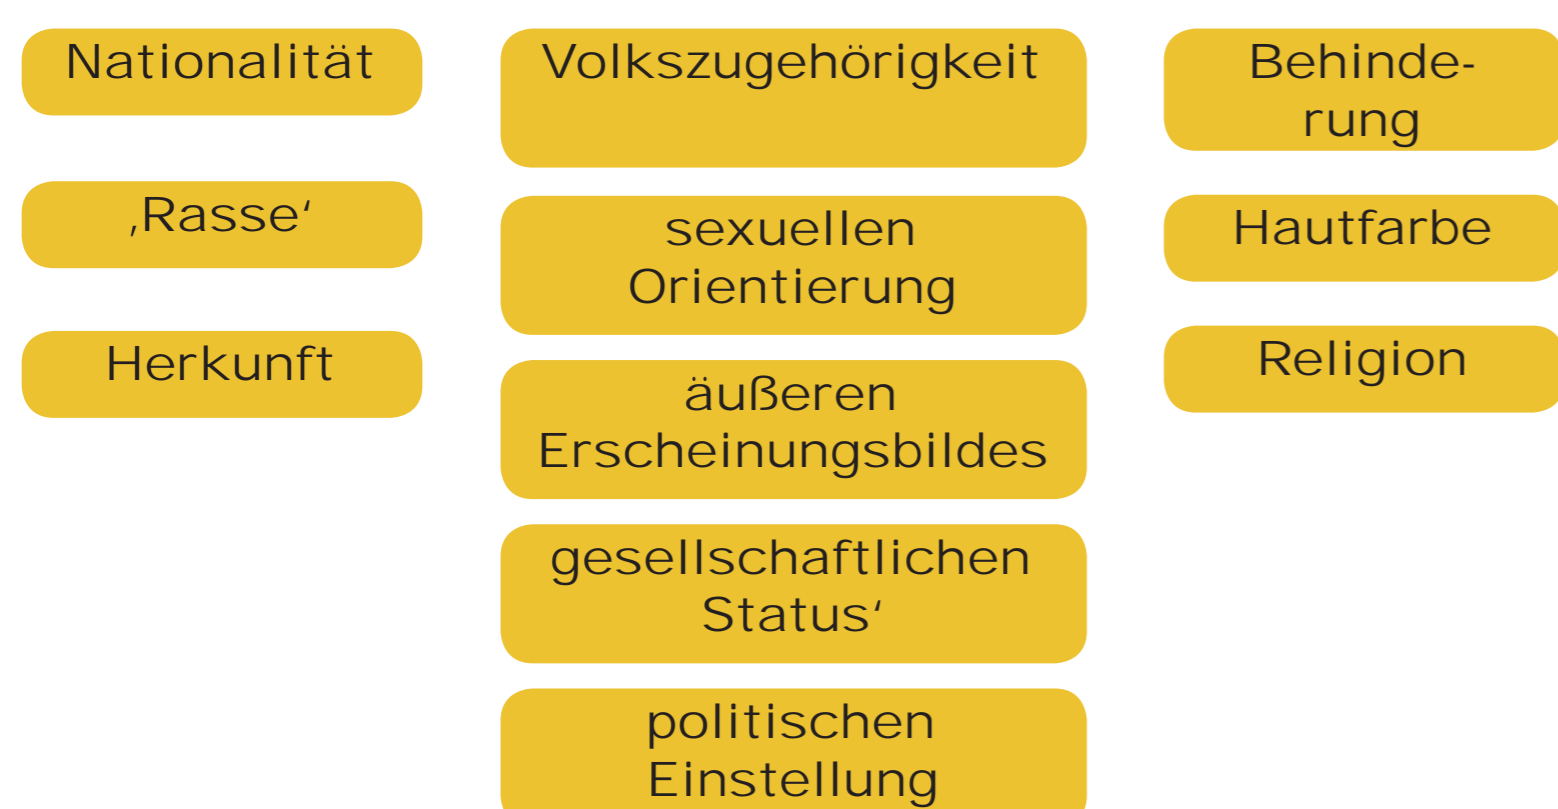 Nationalität
‚Rasse‘
Herkunft
Volkszugehörigkeit
sexuellen
Orientierung
äußeren
Erscheinungsbildes
gesellschaftlichen
Status‘
politischen
Einstellung
Behinde-
rung
Hautfarbe
Religion